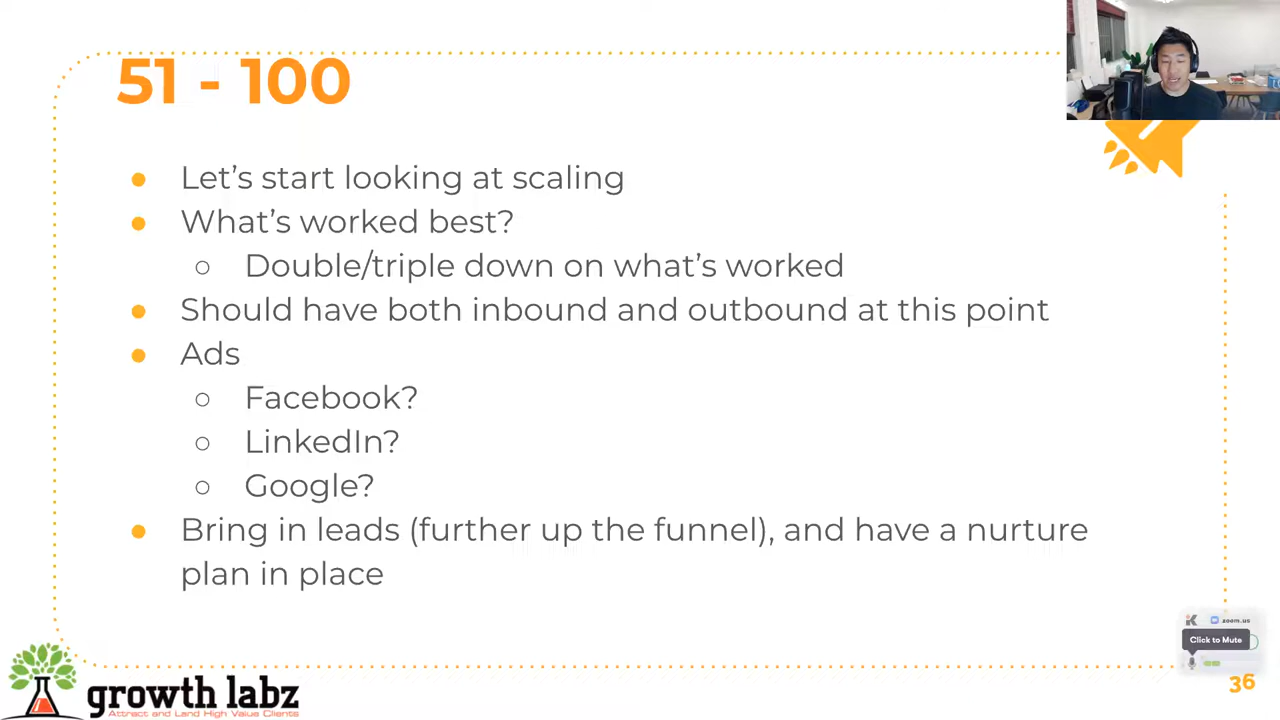 51 - 100
● Let's start looking at scaling
● What's worked best?
○ Double/triple down on what's worked
● Should have both inbound and outbound at this point
● Ads
○ Facebook?
○ LinkedIn?
○ Google?
● Bring in leads (further up the funnel), and have a nurture
plan in place
zoom.us
Click to Mute
36
growth labz
Attract and Land High Value Clients